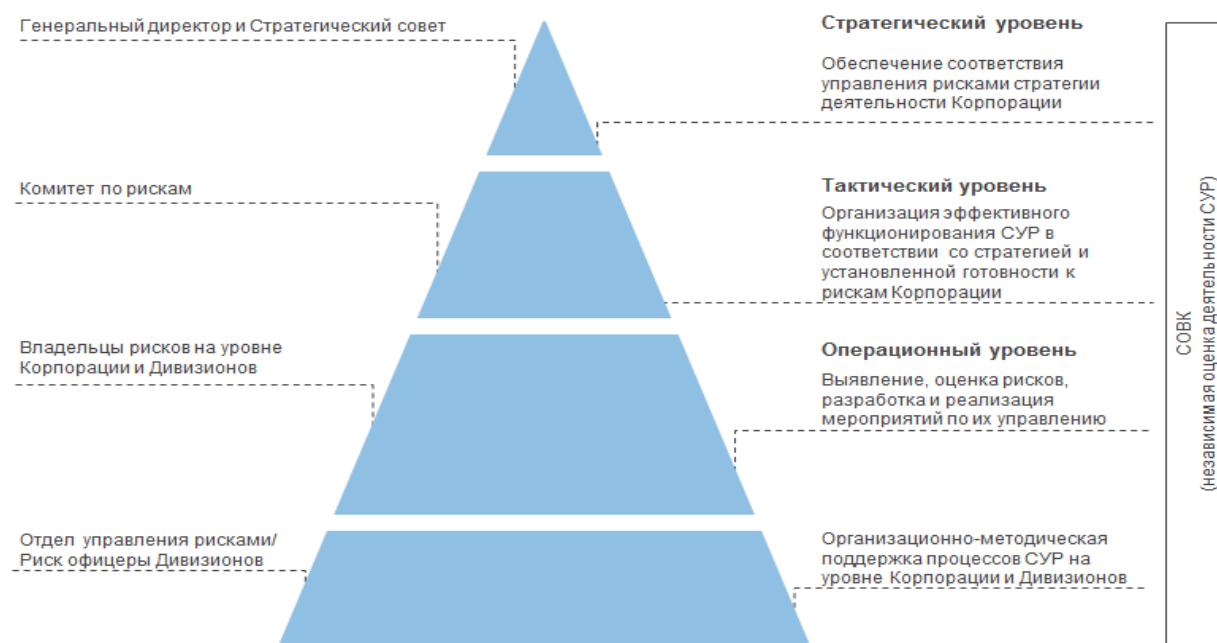 Генеральный директор и Стратегический совет
Стратегический уровень
Обеспечение соответствия
управления рисками стратегии
деятельности Корпорации
Комитет по рискам
Тактический уровень
Организация эффективного
функционирования СУР в
соответствии со стратегией и
установленной готовности к
рискам Корпорации
Владельцы рисков на уровне
Корпорации и Дивизионов
Операционный уровень
Выявление, оценка рисков,
разработка и реализация
мероприятий по их управлению
Отдел управления рисками/
Риск офицеры Дивизионов
Организационно-методическая
поддержка процессов СУР на
уровне Корпорации и Дивизионов
СОВК
(независимая оценка деятельности СУР)